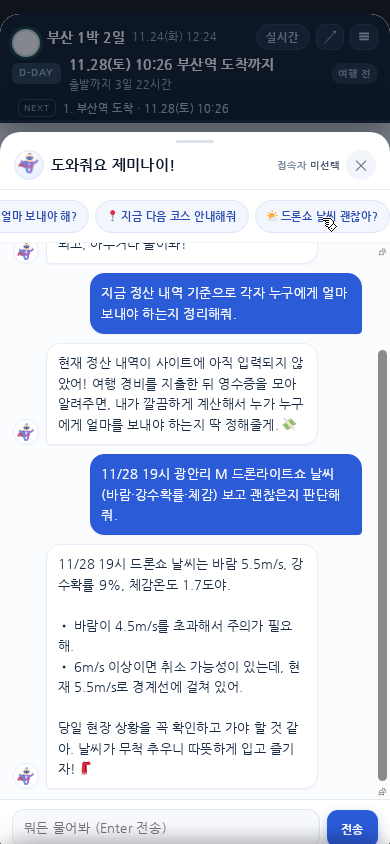 부산 1박 2일 11.24(화) 12:24 실시간
D-DAY 11.28(토) 10:26 부산역 도착까지
출발까지 3일 22시간 여행 전
NEXT 1. 부산역 도착 · 11.28(토) 10:26
도와줘요 제미나이! 접속자 미선택
얼마 보내야 해? 📍지금 다음 코스 안내해줘 🌤️드론쇼 날씨 괜찮아?
지금 정산 내역 기준으로 각자 누구에게 얼마
보내야 하는지 정리해줘.
현재 정산 내역이 사이트에 아직 입력되지 않
았어! 여행 경비를 지출한 뒤 영수증을 모아
알려주면, 내가 깔끔하게 계산해서 누가 누구
에게 얼마를 보내야 하는지 딱 정해줄게. 💸
11/28 19시 광안리 M 드론라이트쇼 날씨
(바람·강수확률·체감) 보고 괜찮은지 판단해
줘.
11/28 19시 드론쇼 날씨는 바람 5.5m/s, 강
수확률 9%, 체감온도 1.7도야.
• 바람이 4.5m/s를 초과해서 주의가 필요
해.
• 6m/s 이상이면 취소 가능성이 있는데, 현
재 5.5m/s로 경계선에 걸쳐 있어.
당일 현장 상황을 꼭 확인하고 가야 할 것 같
아. 날씨가 무척 추우니 따뜻하게 입고 즐기
자! 🧣
뭐든 물어봐 (Enter 전송) 전송